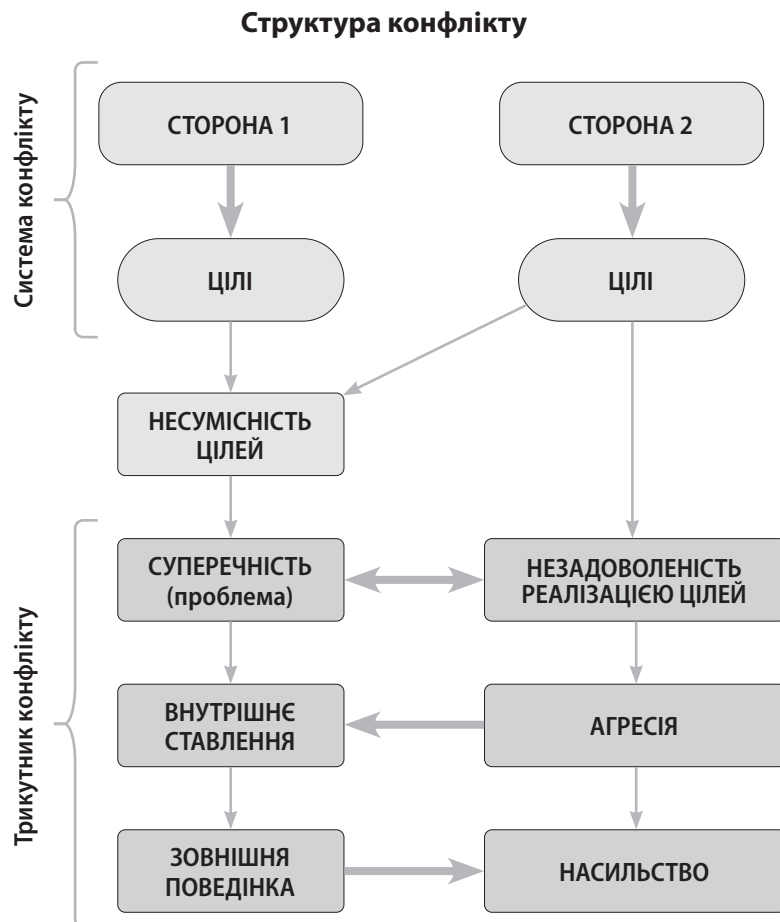 Структура конфлікту
Система конфлікту
СТОРОНА 1
СТОРОНА 2
ЦІЛІ
ЦІЛІ
НЕСУМІСНІСТЬ
ЦІЛЕЙ
Трикутник конфлікту
СУПЕРЕЧНІСТЬ
(проблема)
НЕЗАДОВОЛЕНІСТЬ
РЕАЛІЗАЦІЄЮ ЦІЛЕЙ
ВНУТРІШНЄ
СТАВЛЕННЯ
АГРЕСІЯ
ЗОВНІШНЯ
ПОВЕДІНКА
НАСИЛЬСТВО